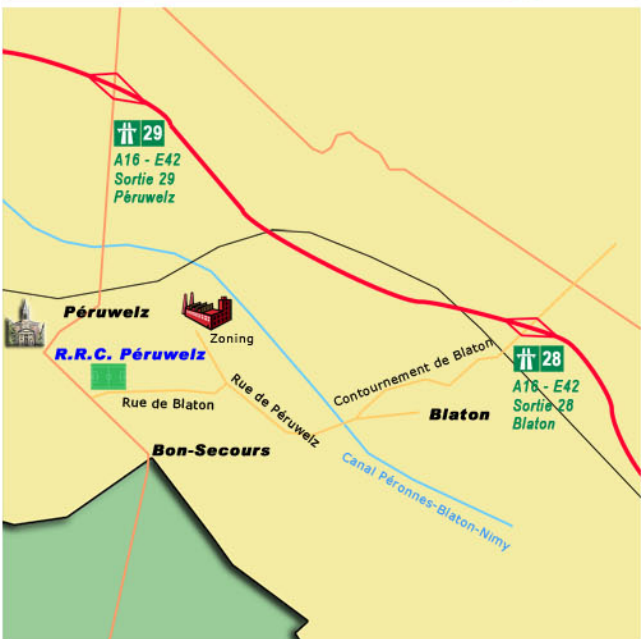 29
A16 - E42
Sortie 29
Péruwelz
Péruwelz
Zoning
R.R.C. Péruwelz
Rue de Blaton
Rue de Péruwelz
Contournement de Blaton
28
A16 - E42
Sortie 28
Blaton
Blaton
Bon-Secours
Canal Péronnes-Blaton-Nimy